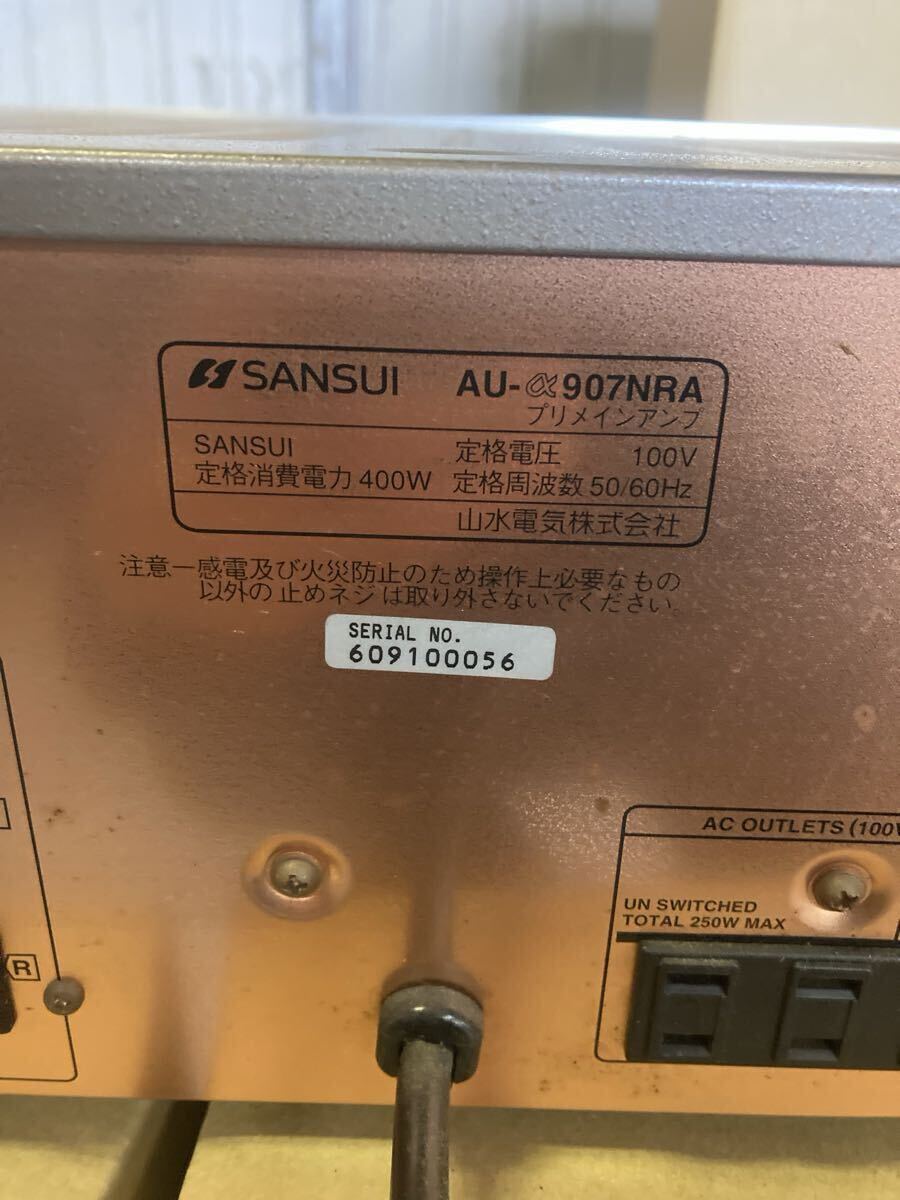 SANSUI AU-α907NRA
プリメインアンプ
SANSUI 定格電圧 100V
定格消費電力 400W 定格周波数 50/60Hz
山水電気株式会社
注意ー感電及び火災防止のため操作上必要なもの
以外の止めネジは取り外さないでください。
SERIAL NO.
609100056
AC OUTLETS (100V
UN SWITCHED
TOTAL 250W MAX
R